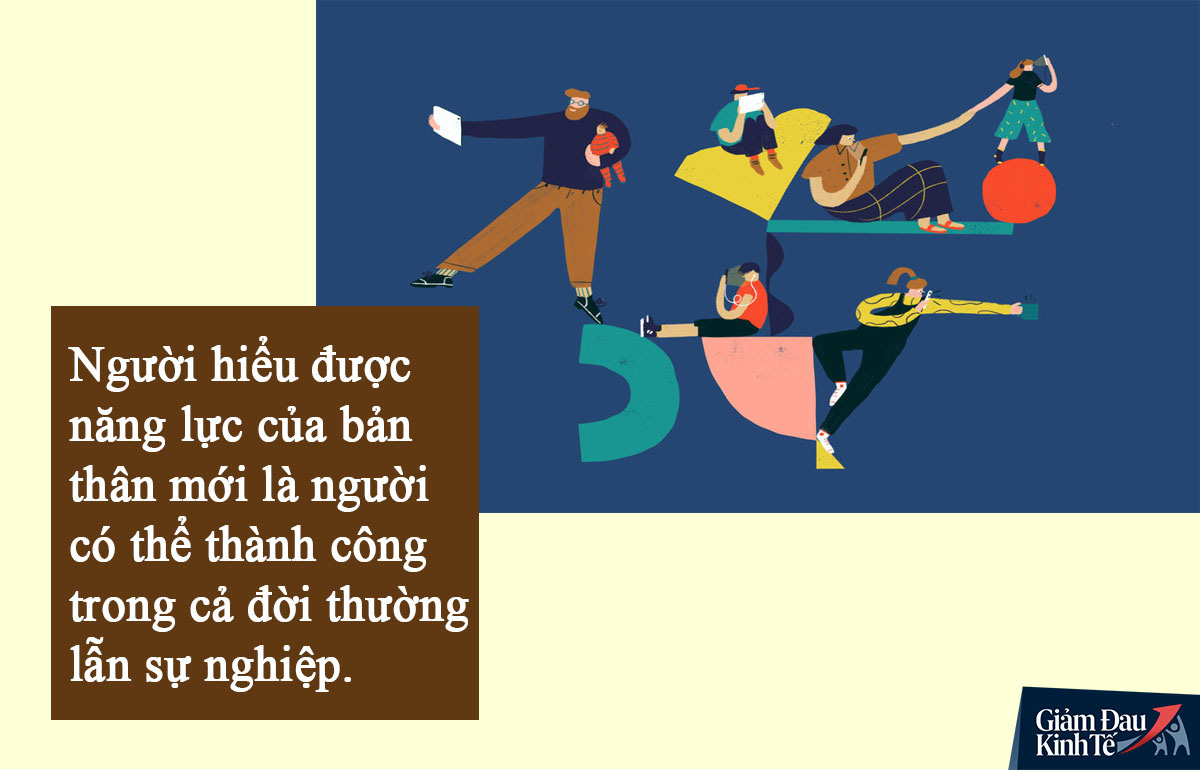 Người hiểu được
năng lực của bản
thân mới là người
có thể thành công
trong cả đời thường
lẫn sự nghiệp.
Giảm Đau
Kinh Tế